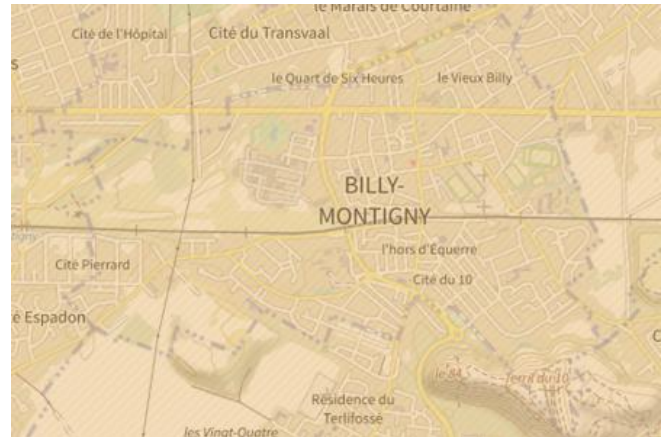 le Marais de Courtaine
Cité de l'Hôpital
Cité du Transvaal
le Quart de Six Heures
le Vieux Billy
BILLY-
MONTIGNY
l'hors d'Équerre
Cité Pierrard
Cité du 10
é Espadon
le 84
Terril du 10
Résidence du
Terlifossé
les Vingt-Quatre